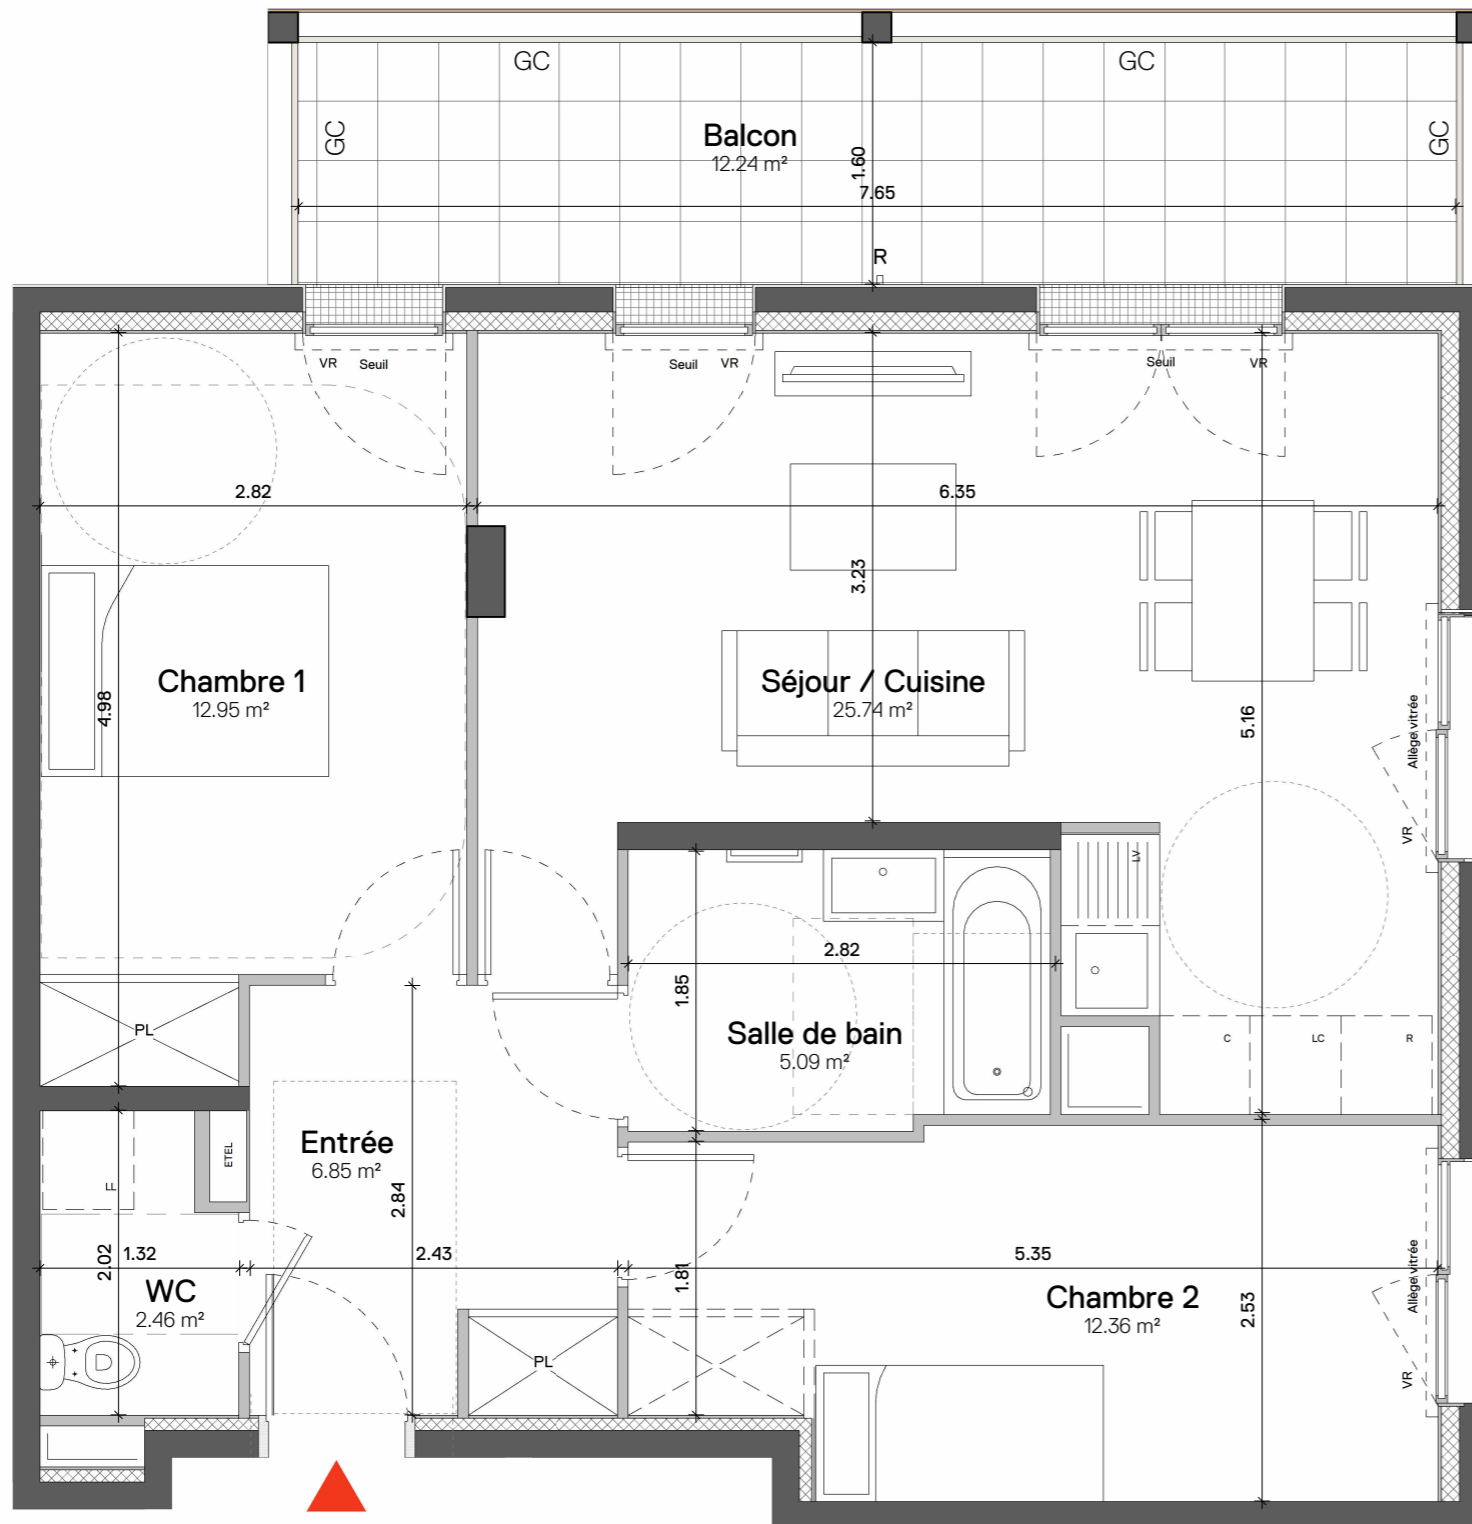 GC
GC
GC
GC
Balcon
12.24 m²
1.60
7.65
R
VR
Seuil
Seuil
VR
Seuil
VR
2.82
6.35
3.23
Chambre 1
12.95 m²
4.98
Séjour / Cuisine
25.74 m²
5.16
Allège vitrée
VR
LV
2.82
1.85
Salle de bain
5.09 m²
PL
C
LC
R
Entrée
6.85 m²
ETEL
LL
2.84
2.02
1.32
2.43
1.81
5.35
WC
2.46 m²
Chambre 2
12.36 m²
2.53
Allège vitrée
VR
PL